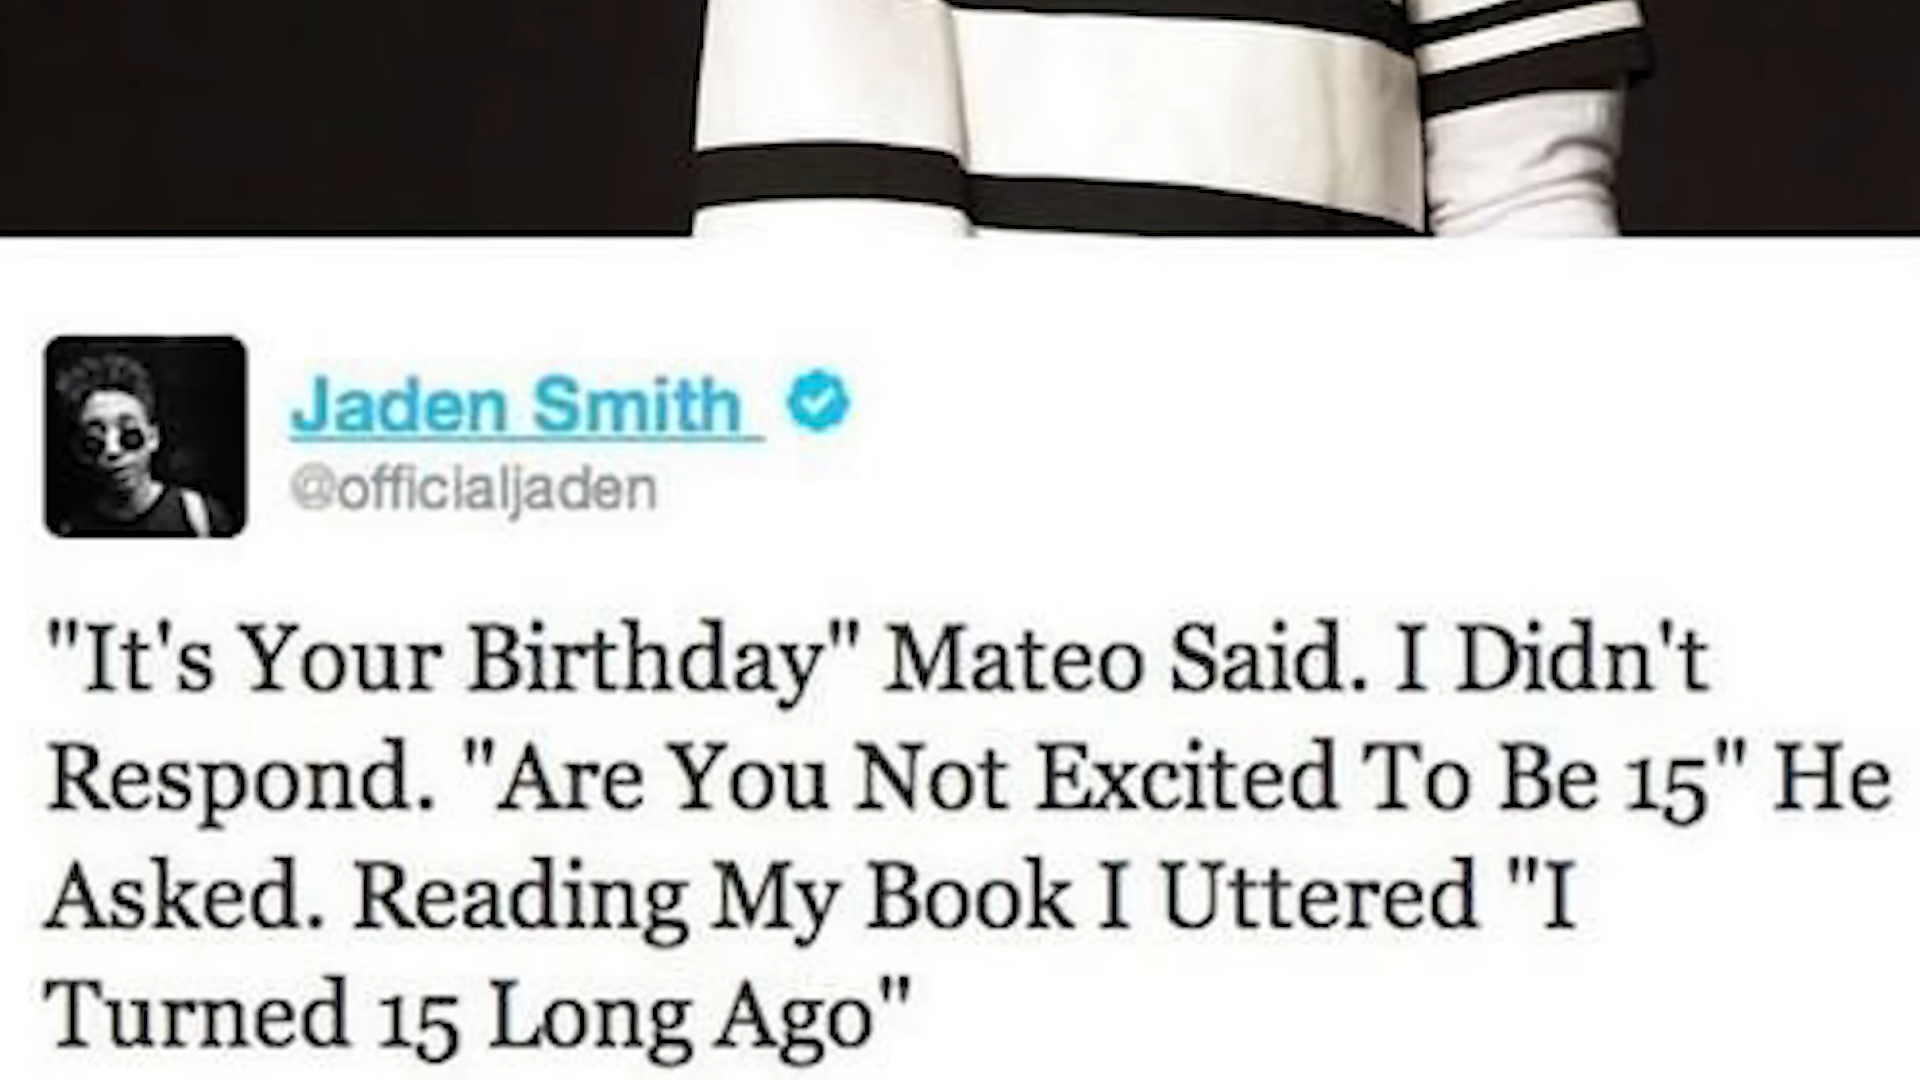 Jaden Smith
@officialjaden
"It's Your Birthday" Mateo Said. I Didn't
Respond. "Are You Not Excited To Be 15" He
Asked. Reading My Book I Uttered "I
Turned 15 Long Ago"